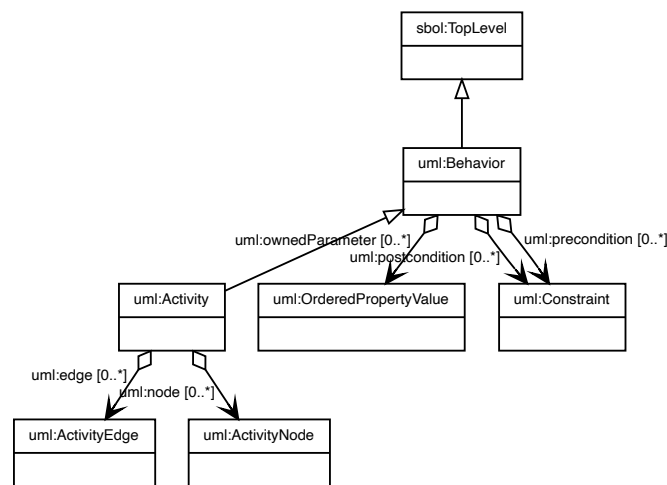 sbol:TopLevel
uml:Behavior
uml:ownedParameter [0..*]
uml:precondition [0..*]
uml:postcondition [0..*]
uml:Activity
uml:OrderedPropertyValue
uml:Constraint
uml:edge [0..*]
uml:node [0..*]
uml:ActivityEdge
uml:ActivityNode